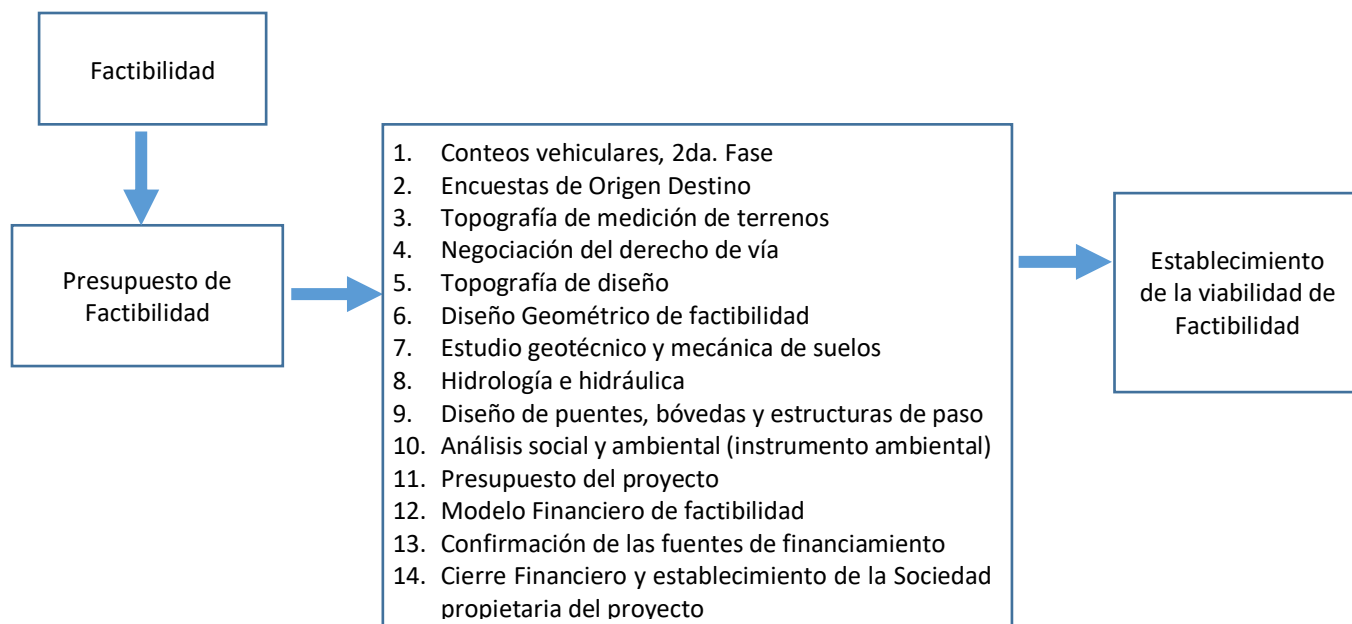 Factibilidad
Presupuesto de
Factibilidad
1. Conteos vehiculares, 2da. Fase
2. Encuestas de Origen Destino
3. Topografía de medición de terrenos
4. Negociación del derecho de vía
5. Topografía de diseño
6. Diseño Geométrico de factibilidad
7. Estudio geotécnico y mecánica de suelos
8. Hidrología e hidráulica
9. Diseño de puentes, bóvedas y estructuras de paso
10. Análisis social y ambiental (instrumento ambiental)
11. Presupuesto del proyecto
12. Modelo Financiero de factibilidad
13. Confirmación de las fuentes de financiamiento
14. Cierre Financiero y establecimiento de la Sociedad
propietaria del proyecto
Establecimiento
de la viabilidad de
Factibilidad